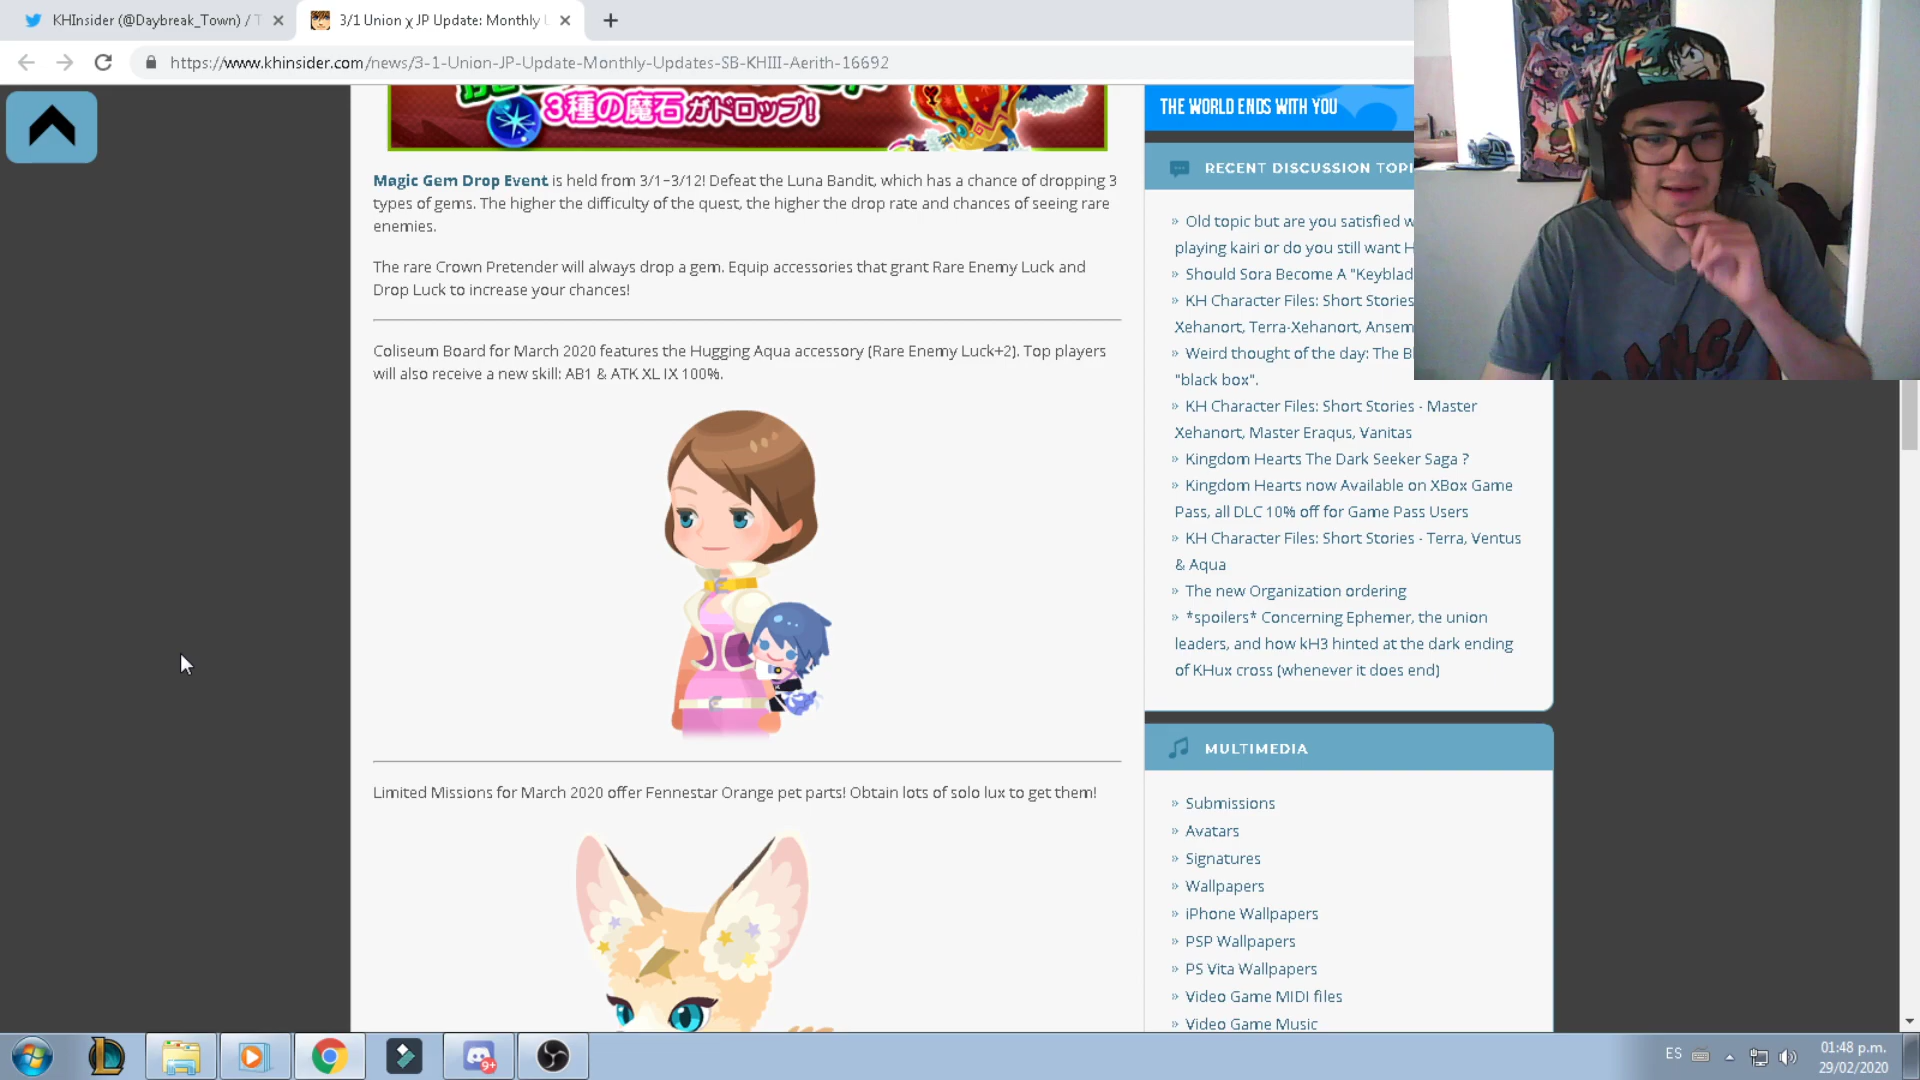 KHInsider (@Daybreak_Town) / T
3/1 Union χ JP Update: Monthly U
https://www.khinsider.com/news/3-1-Union-JP-Update-Monthly-Updates-SB-KHIII-Aerith-16692
3種の魔石がドロップ!
Magic Gem Drop Event is held from 3/1–3/12! Defeat the Luna Bandit, which has a chance of dropping 3
types of gems. The higher the difficulty of the quest, the higher the drop rate and chances of seeing rare
enemies.
The rare Crown Pretender will always drop a gem. Equip accessories that grant Rare Enemy Luck and
Drop Luck to increase your chances!
Coliseum Board for March 2020 features the Hugging Aqua accessory (Rare Enemy Luck+2). Top players
will also receive a new skill: AB1 & ATK XL IX 100%.
Limited Missions for March 2020 offer Fennestar Orange pet parts! Obtain lots of solo lux to get them!
THE WORLD ENDS WITH YOU
RECENT DISCUSSION TOPI
» Old topic but are you satisfied w
playing kairi or do you still want H
» Should Sora Become A "Keyblad
» KH Character Files: Short Stories
Xehanort, Terra-Xehanort, Ansem
» Weird thought of the day: The B
"black box".
» KH Character Files: Short Stories - Master
Xehanort, Master Eraqus, Vanitas
» Kingdom Hearts The Dark Seeker Saga ?
» Kingdom Hearts now Available on XBox Game
Pass, all DLC 10% off for Game Pass Users
» KH Character Files: Short Stories - Terra, Ventus
& Aqua
» The new Organization ordering
» *spoilers* Concerning Ephemer, the union
leaders, and how kH3 hinted at the dark ending
of KHux cross (whenever it does end)
MULTIMEDIA
» Submissions
» Avatars
» Signatures
» Wallpapers
» iPhone Wallpapers
» PSP Wallpapers
» PS Vita Wallpapers
» Video Game MIDI files
» Video Game Music
9+
ES
01:48 p.m.
29/02/2020